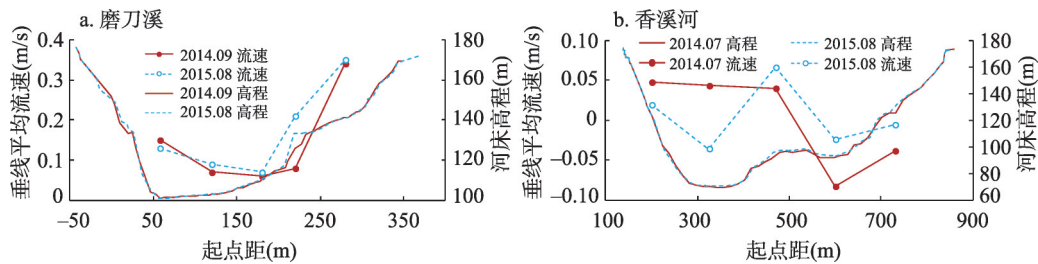 a. 磨刀溪
垂线平均流速(m/s)
0.4
0.3
0.2
0.1
0
2014.09 流速
2015.08 流速
2014.09 高程
2015.08 高程
180
160
140
120
100
河床高程(m)
-50
50
150
250
350
起点距(m)
b. 香溪河
垂线平均流速(m/s)
0.10
0.05
0
-0.05
-0.10
2014.07 高程
2015.08 高程
2014.07 流速
2015.08 流速
180
160
140
120
100
80
60
河床高程(m)
100
300
500
700
900
起点距(m)